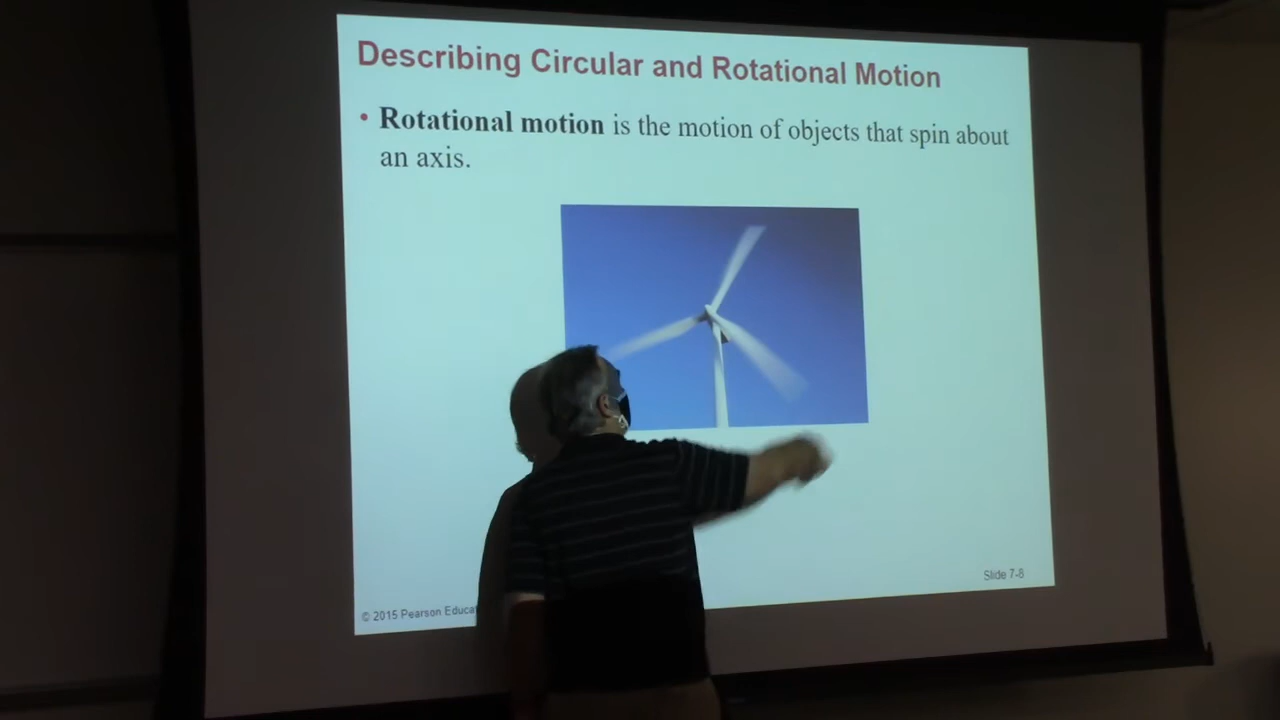 Describing Circular and Rotational Motion
• Rotational motion is the motion of objects that spin about
an axis.
Slide 7-8
© 2015 Pearson